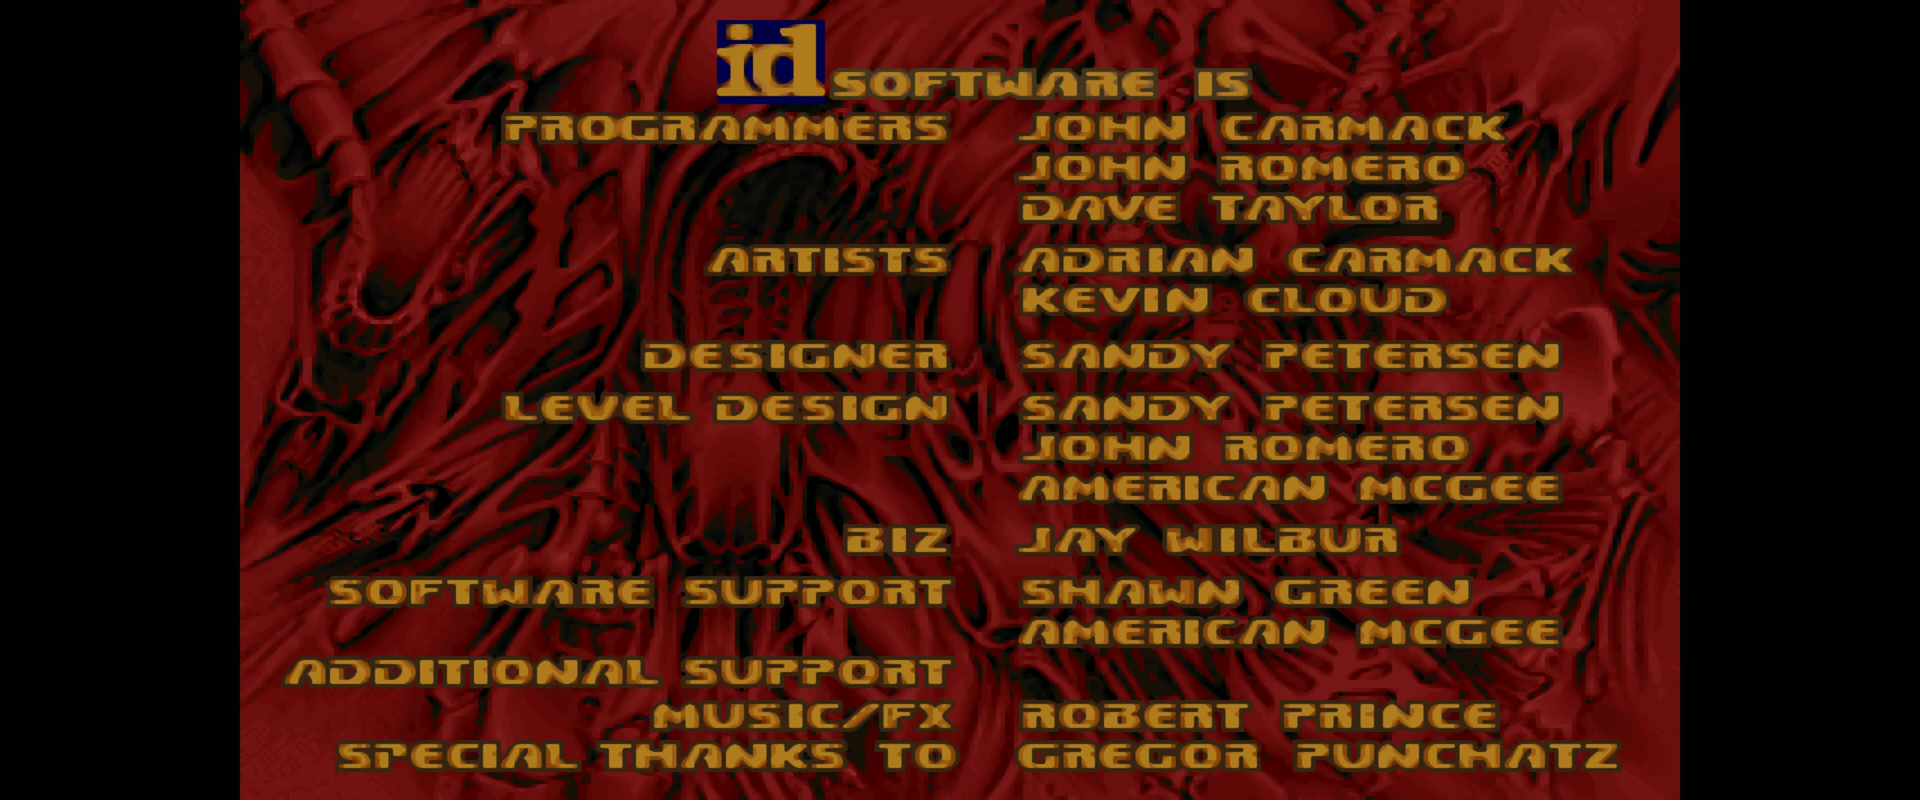 id SOFTWARE IS
PROGRAMMERS JOHN CARMACK
JOHN ROMERO
DAVE TAYLOR
ARTISTS ADRIAN CARMACK
KEVIN CLOUD
DESIGNER SANDY PETERSEN
LEVEL DESIGN SANDY PETERSEN
JOHN ROMERO
AMERICAN MCGEE
BIZ JAY WILBUR
SOFTWARE SUPPORT SHAWN GREEN
AMERICAN MCGEE
ADDITIONAL SUPPORT
MUSIC/FX ROBERT PRINCE
SPECIAL THANKS TO GREGOR PUNCHATZ